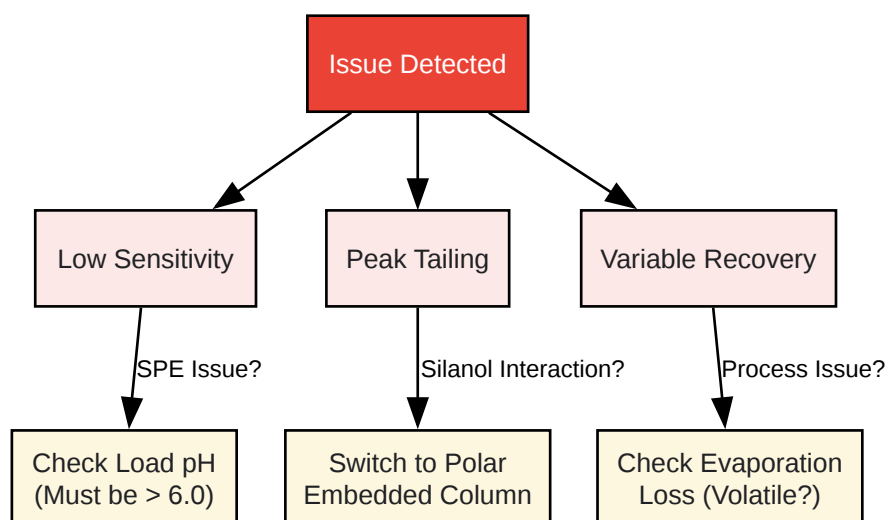 Issue Detected
Low Sensitivity
Peak Tailing
Variable Recovery
SPE Issue?
Silanol Interaction?
Process Issue?
Check Load pH
(Must be > 6.0)
Switch to Polar
Embedded Column
Check Evaporation
Loss (Volatile?)